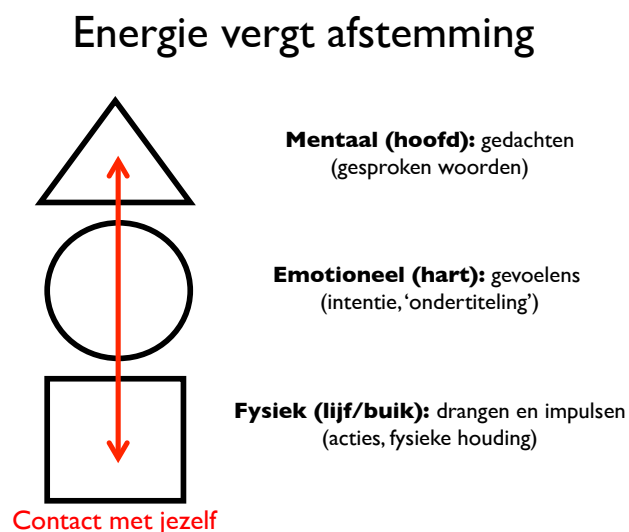 Energie vergt afstemming
Mentaal (hoofd): gedachten
(gesproken woorden)
Emotioneel (hart): gevoelens
(intentie, ‘ondertiteling’)
Fysiek (lijf/buik): drangen en impulsen
(acties, fysieke houding)
Contact met jezelf